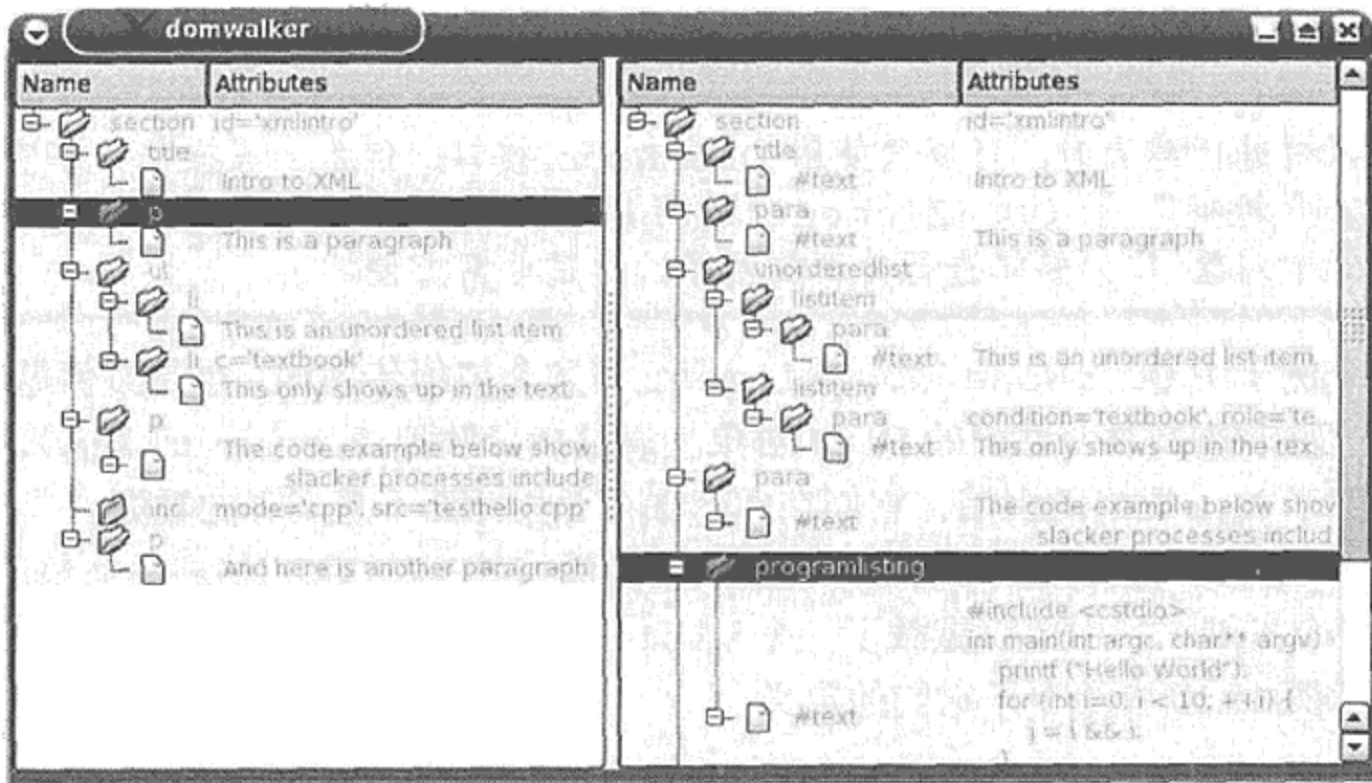 domwalker
Name Attributes
section id='xmlintro'
title
Intro to XML
p
This is a paragraph
ul
li
This is an unordered list item
li c='textbook'
This only shows up in the text
p
The code example below show
slacker processes include
inc mode='cpp', src='testhello.cpp'
p
And here is another paragraph
Name Attributes
section id='xmlintro'
title
#text Intro to XML
para
#text This is a paragraph
unorderedlist
listitem
para
#text This is an unordered list item.
listitem
para condition='textbook', role='te..
#text This only shows up in the tex...
para
The code example below shov
#text slacker processes includ
programlisting
#include <cstdio>
int main(int argc, char** argv)
printf ("Hello World");
for (int i=0; i < 10; ++i) {
#text
}